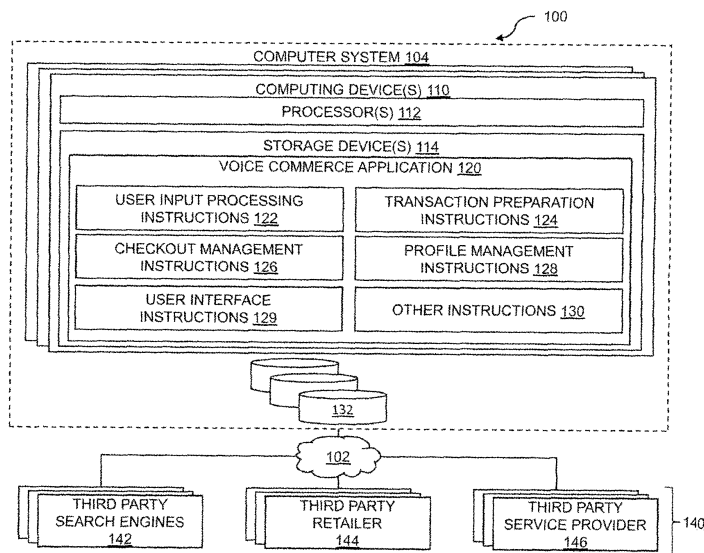 100
COMPUTER SYSTEM 104
COMPUTING DEVICE(S) 110
PROCESSOR(S) 112
STORAGE DEVICE(S) 114
VOICE COMMERCE APPLICATION 120
USER INPUT PROCESSING
INSTRUCTIONS 122
TRANSACTION PREPARATION
INSTRUCTIONS 124
CHECKOUT MANAGEMENT
INSTRUCTIONS 126
PROFILE MANAGEMENT
INSTRUCTIONS 128
USER INTERFACE
INSTRUCTIONS 129
OTHER INSTRUCTIONS 130
132
102
THIRD PARTY
SEARCH ENGINES
142
THIRD PARTY
RETAILER
144
THIRD PARTY
SERVICE PROVIDER
146
140